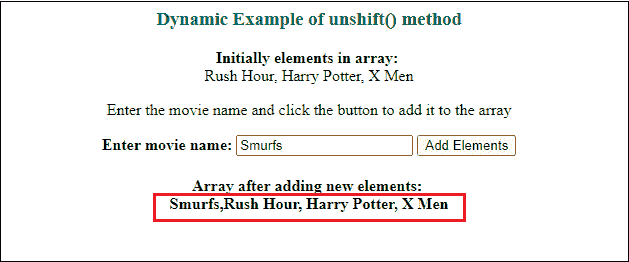 Dynamic Example of unshift() method
Initially elements in array:
Rush Hour, Harry Potter, X Men
Enter the movie name and click the button to add it to the array
Enter movie name: Smurfs Add Elements
Array after adding new elements:
Smurfs,Rush Hour, Harry Potter, X Men